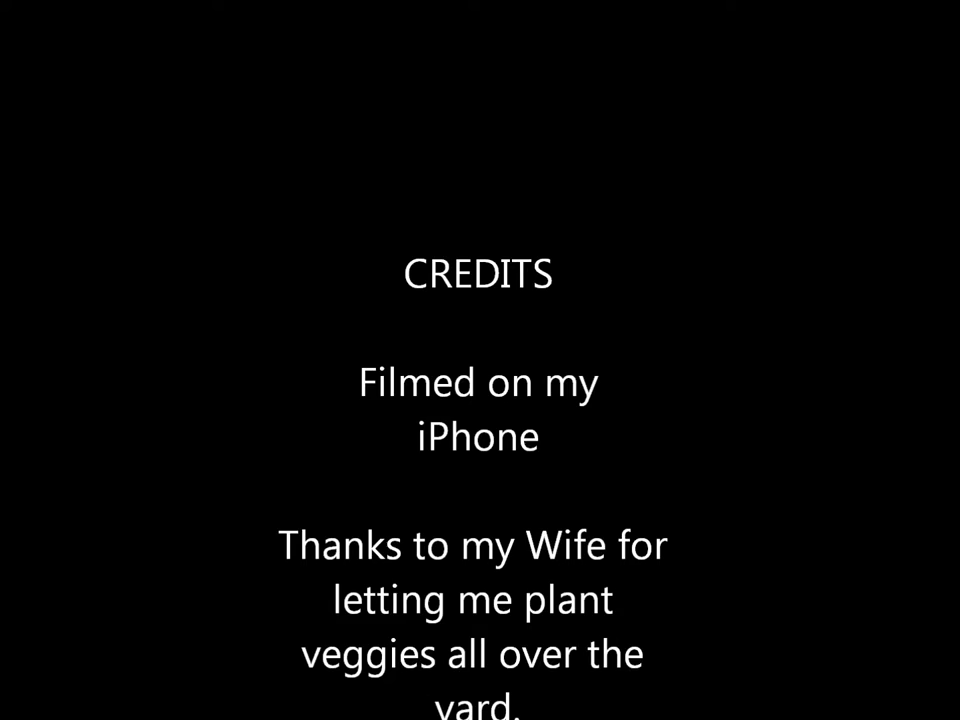 CREDITS
Filmed on my
iPhone
Thanks to my Wife for
letting me plant
veggies all over the
yard.